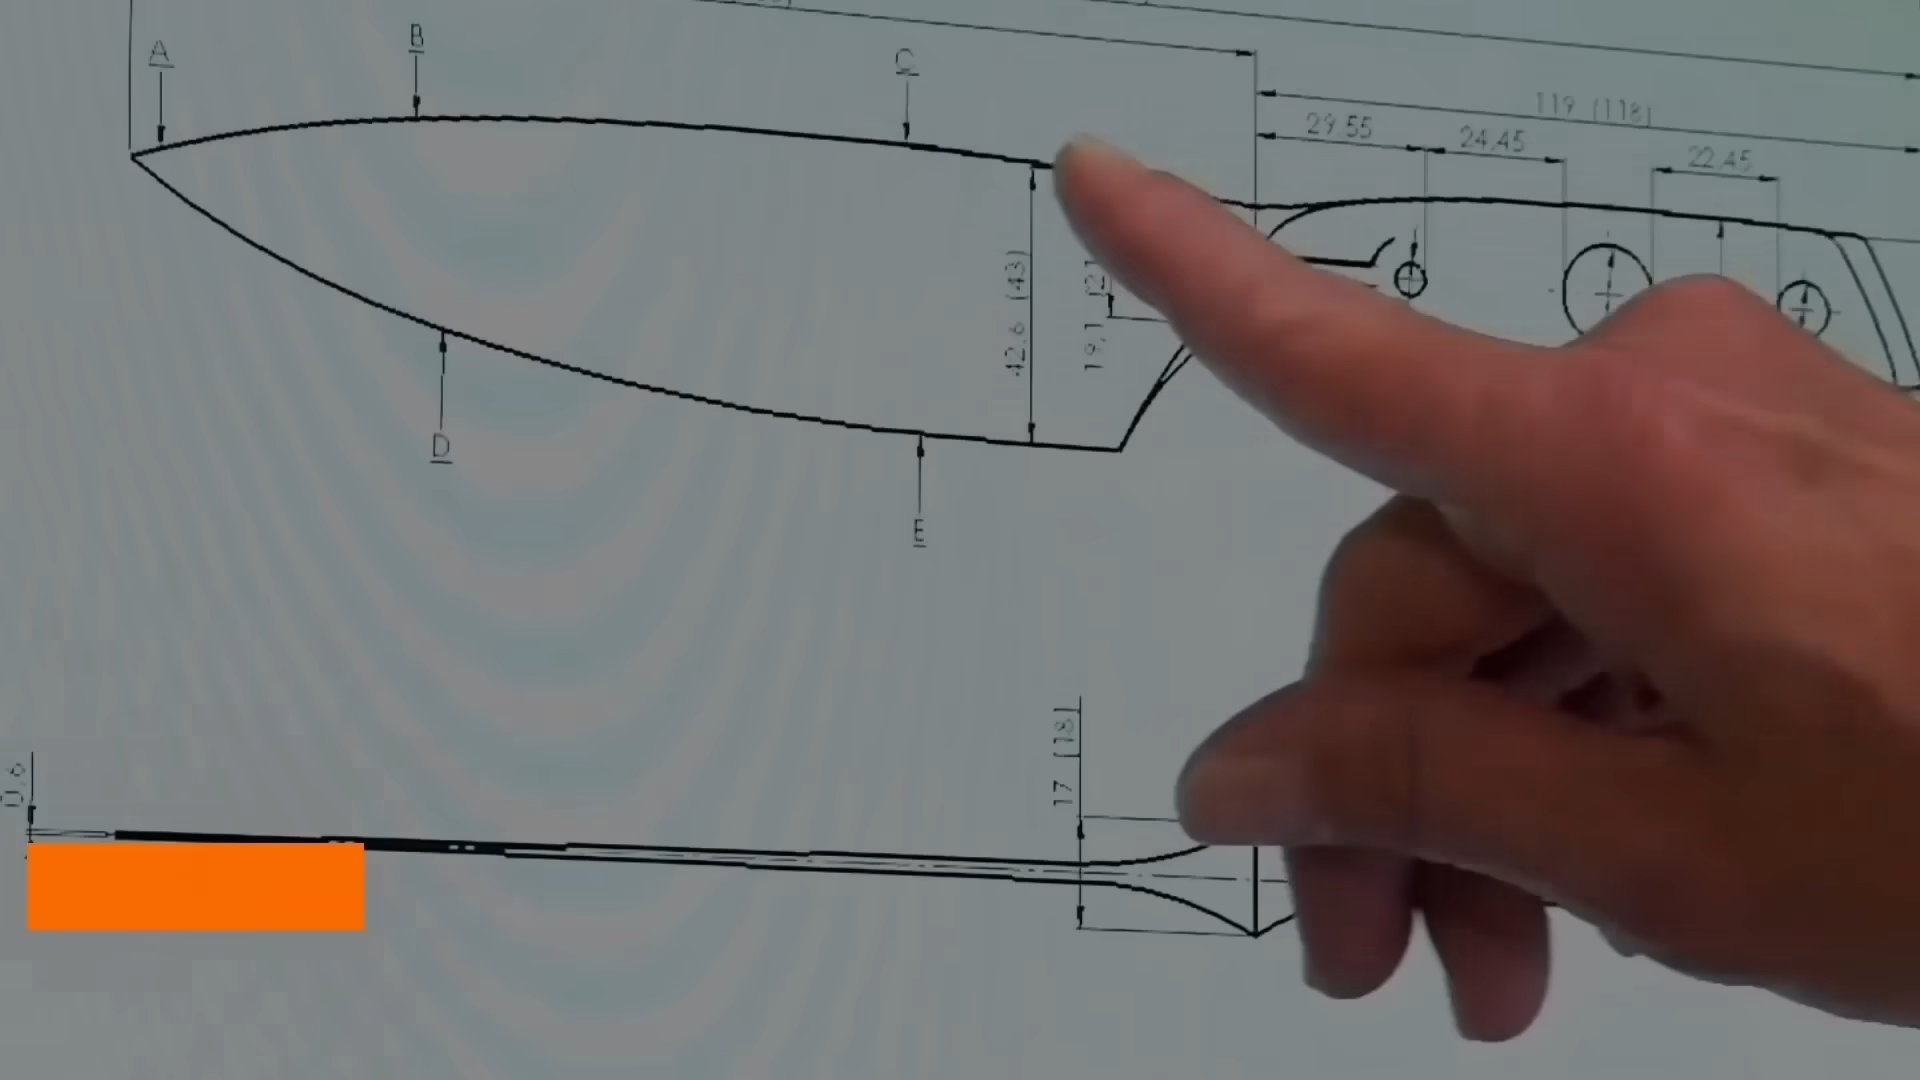 A
B
C
119 (118)
29.55
24.45
22.45
42.6 (43)
19,1 (21)
D
E
17 (18)
0.6